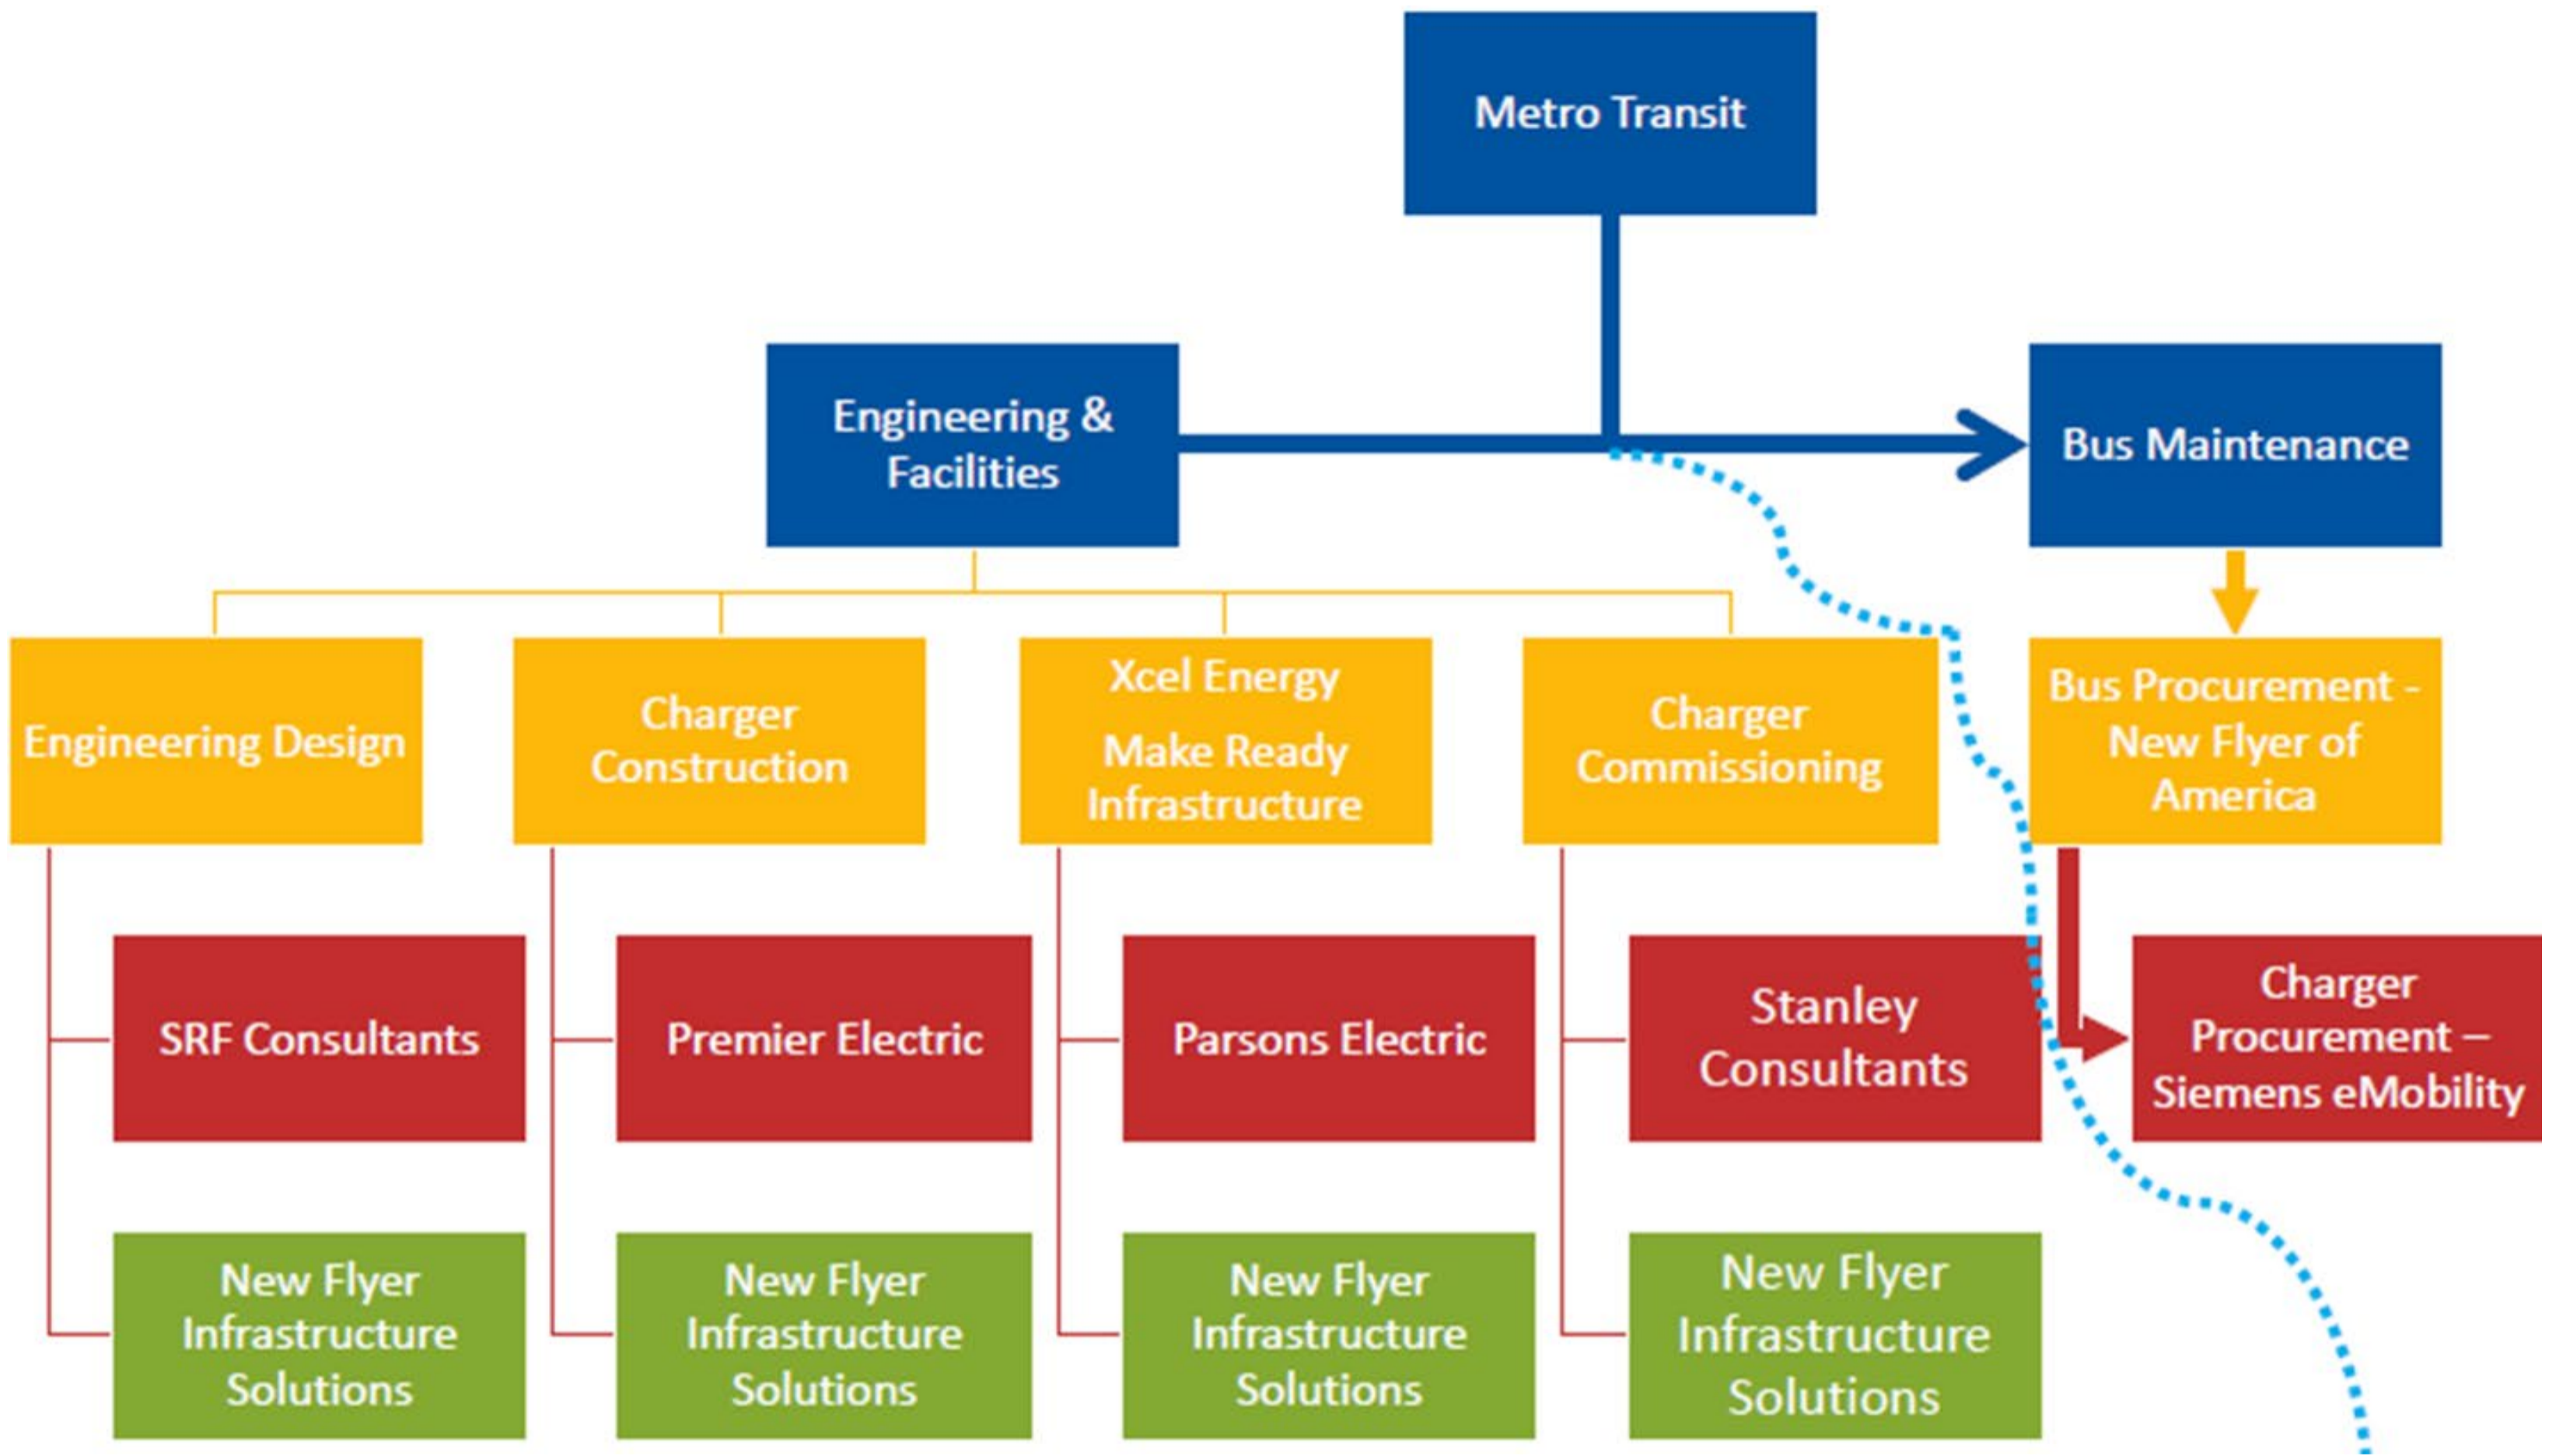 Metro Transit
Engineering &
Facilities
Bus Maintenance
Engineering Design
Charger
Construction
Xcel Energy
Make Ready
Infrastructure
Charger
Commissioning
Bus Procurement -
New Flyer of
America
SRF Consultants
Premier Electric
Parsons Electric
Stanley
Consultants
Charger
Procurement –
Siemens eMobility
New Flyer
Infrastructure
Solutions
New Flyer
Infrastructure
Solutions
New Flyer
Infrastructure
Solutions
New Flyer
Infrastructure
Solutions